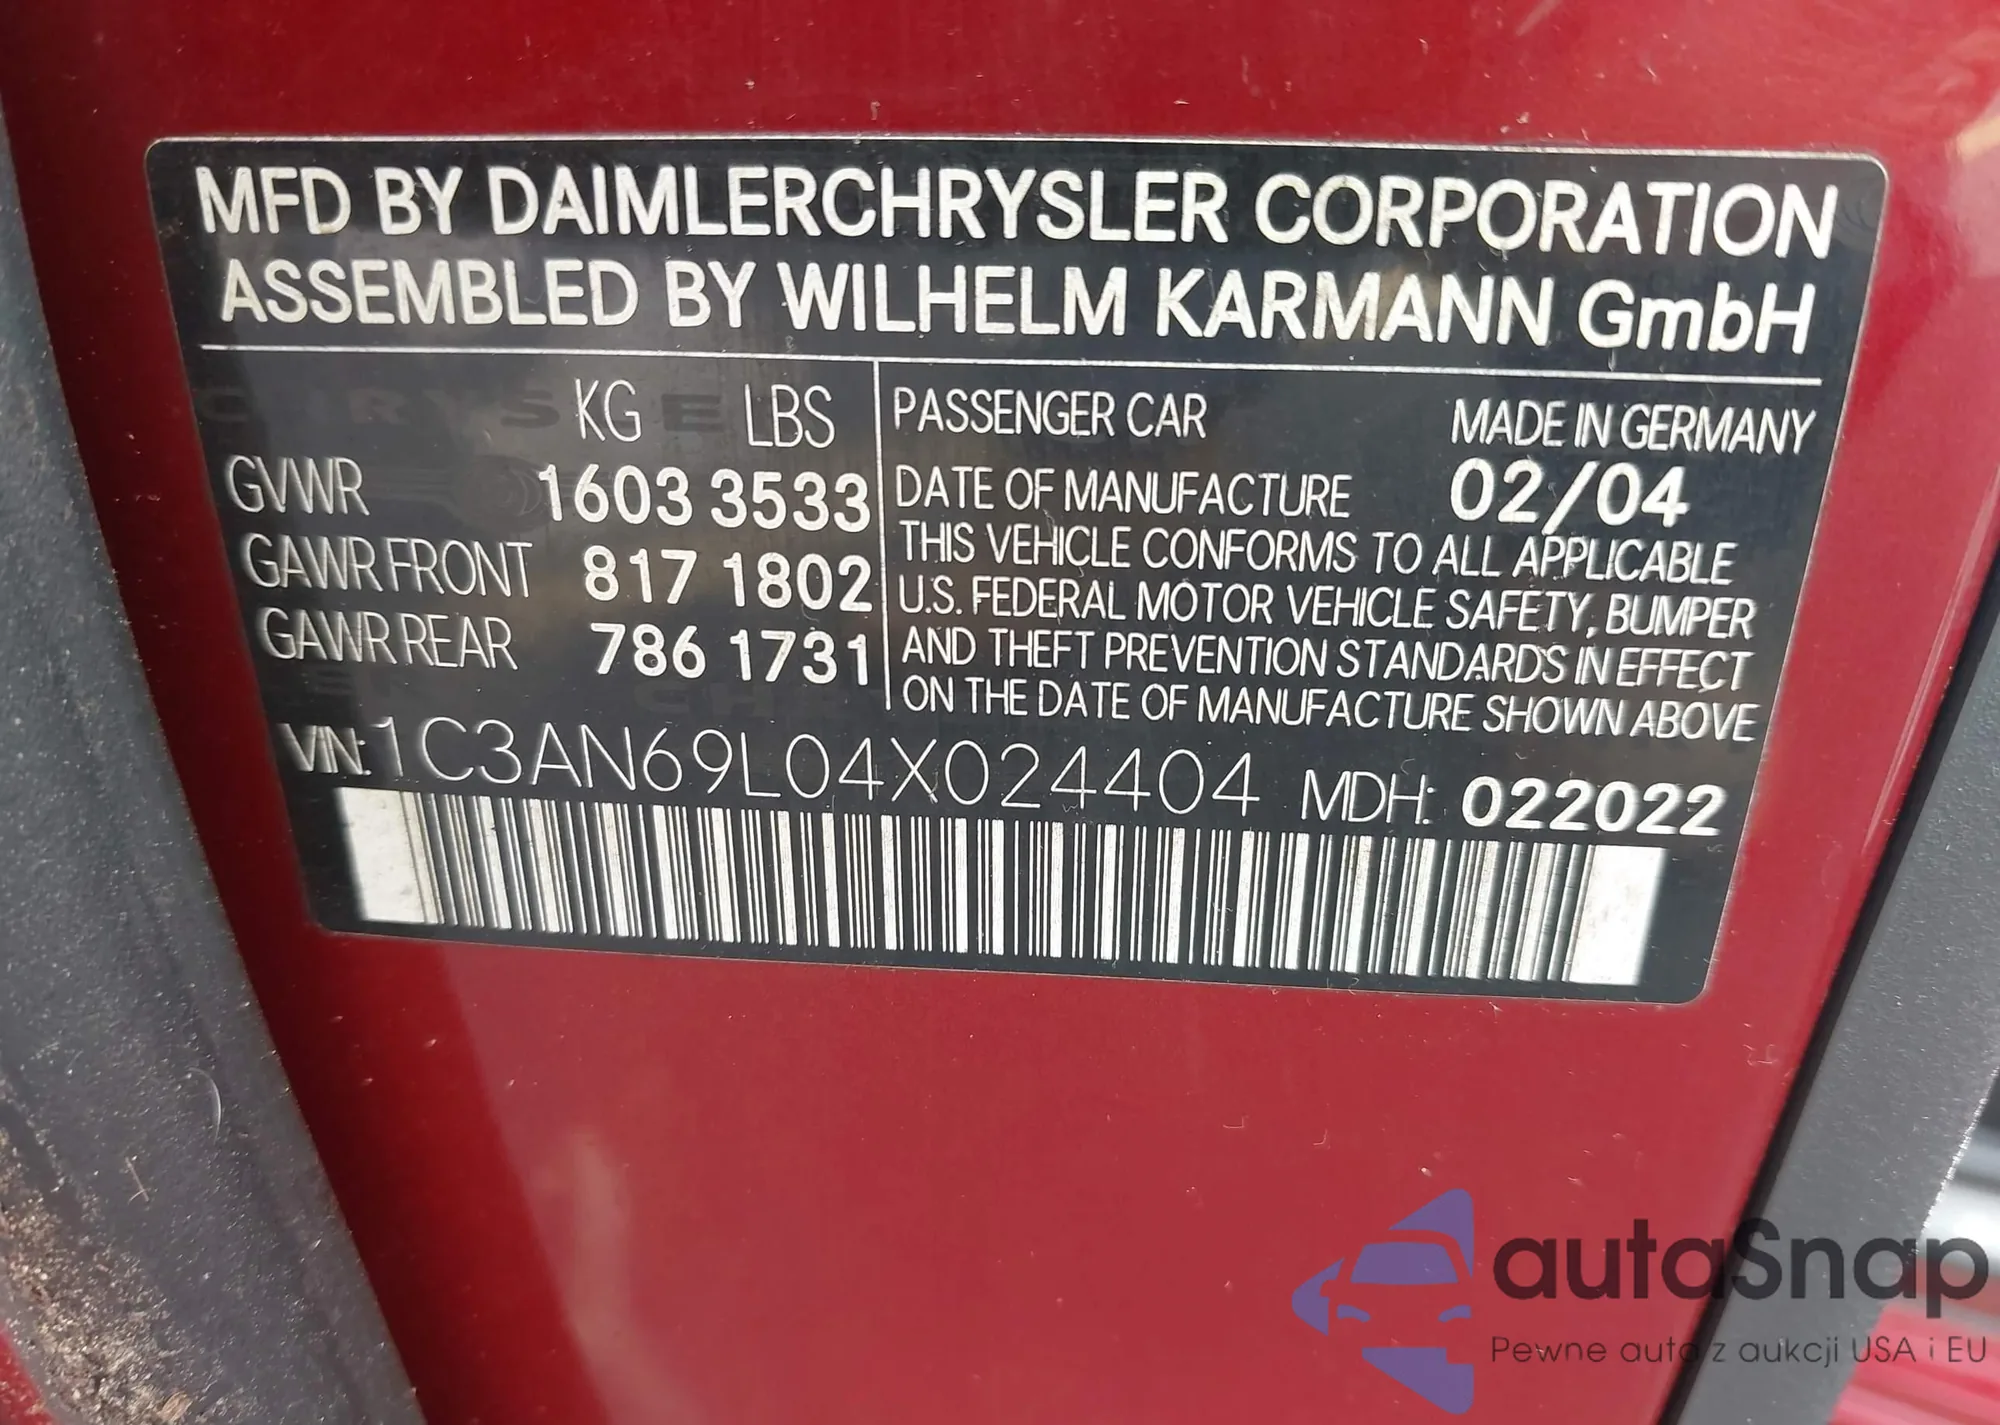 MFD BY DAIMLERCHRYSLER CORPORATION
ASSEMBLED BY WILHELM KARMANN GmbH
KG LBS
GVWR 1603 3533
GAWR FRONT 817 1802
GAWR REAR 786 1731
PASSENGER CAR MADE IN GERMANY
DATE OF MANUFACTURE 02/04
THIS VEHICLE CONFORMS TO ALL APPLICABLE
U.S. FEDERAL MOTOR VEHICLE SAFETY, BUMPER
AND THEFT PREVENTION STANDARDS IN EFFECT
ON THE DATE OF MANUFACTURE SHOWN ABOVE
VIN: 1C3AN69L04X024404 MDH: 022022
autaSnap
Pewne auta z aukcji USA i EU